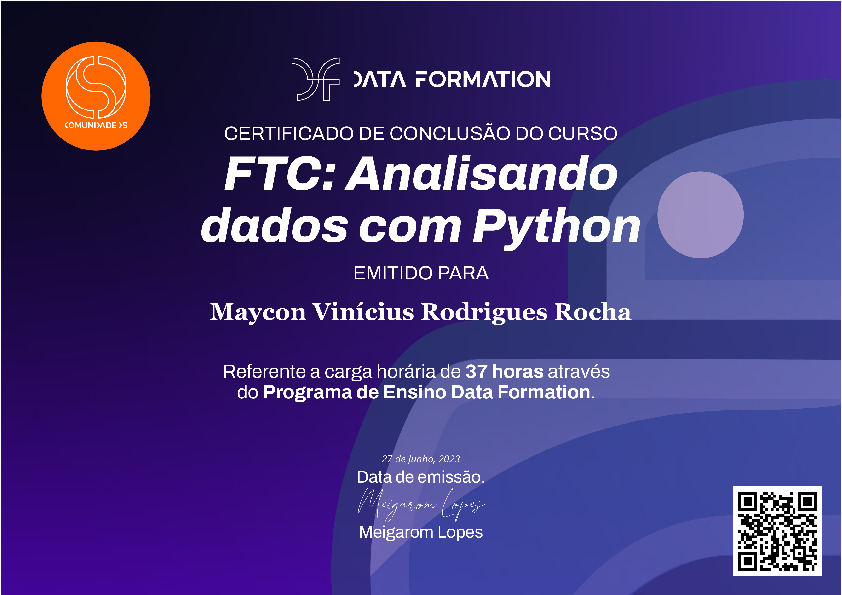 COMUNIDADE DS
DATA FORMATION
CERTIFICADO DE CONCLUSÃO DO CURSO
FTC: Analisando
dados com Python
EMITIDO PARA
Maycon Vinícius Rodrigues Rocha
Referente a carga horária de 37 horas através
do Programa de Ensino Data Formation.
27 de junho, 2023
Data de emissão.
Meigarom Lopes
Meigarom Lopes